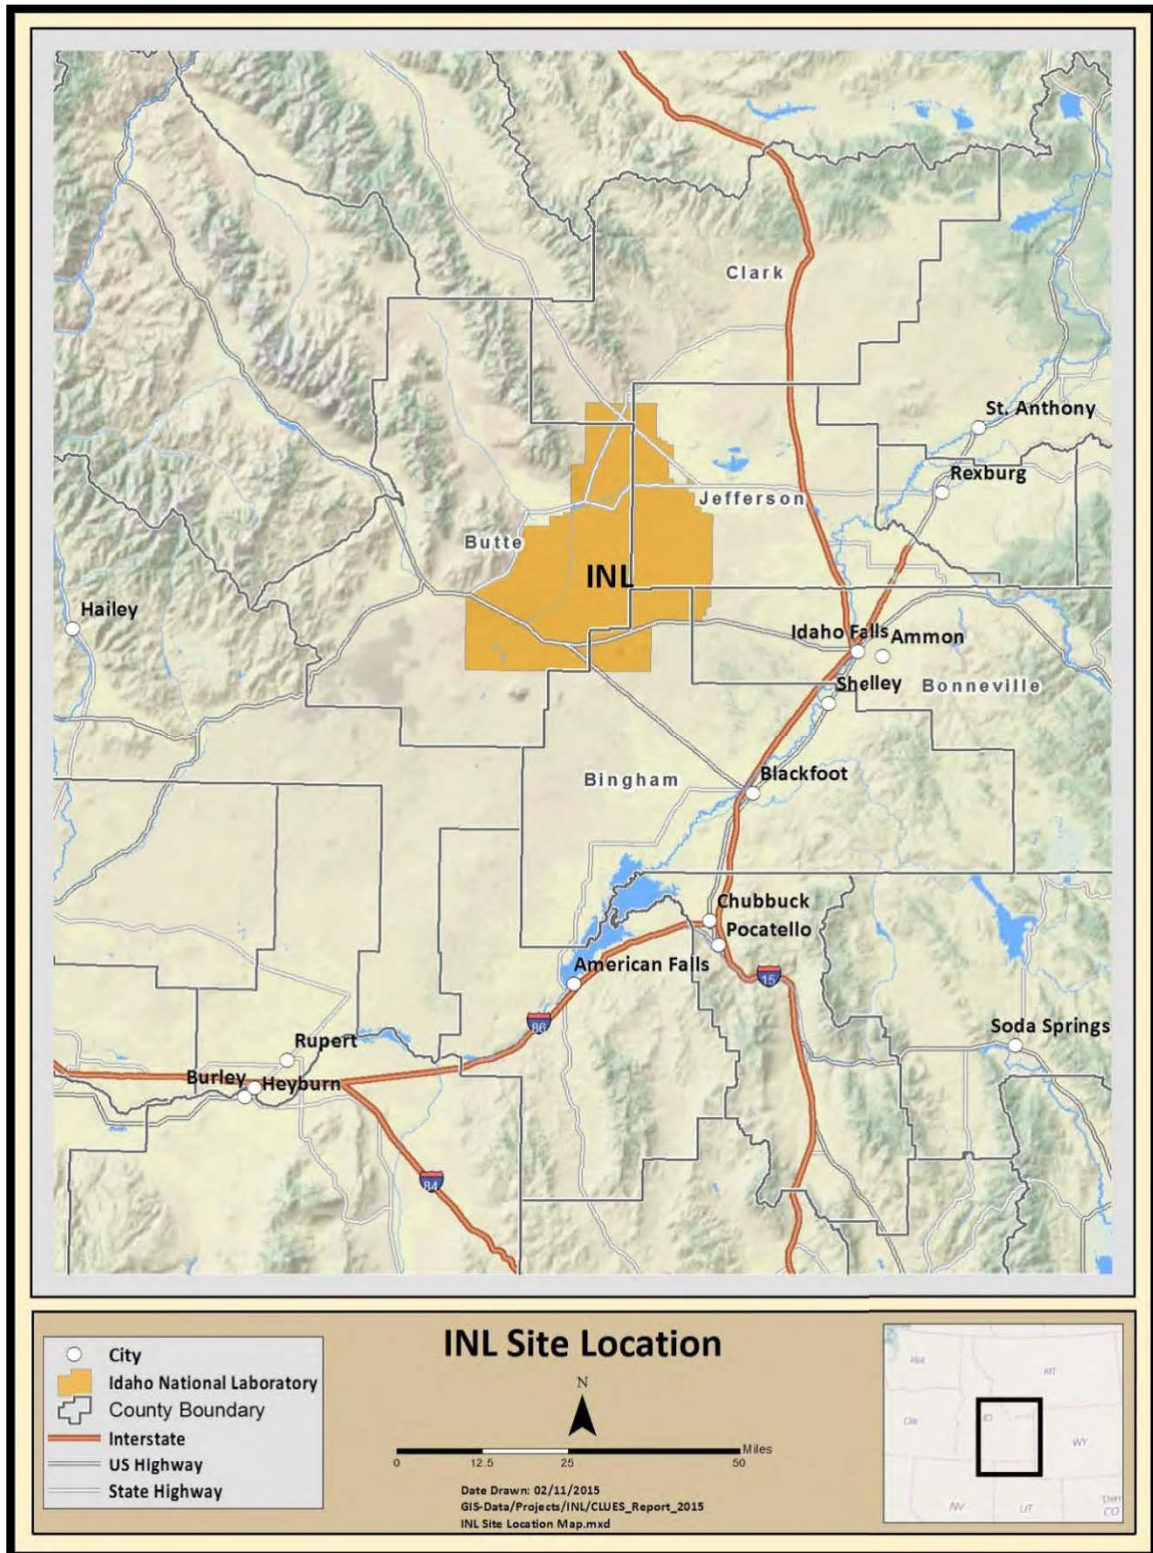 Clark
St. Anthony
Rexburg
Jefferson
Butte
INL
Hailey
Idaho Falls
Ammon
Shelley
Bonneville
Bingham
Blackfoot
Chubbuck
Pocatello
American Falls
15
86
Soda Springs
Rupert
Burley
Heyburn
84
INL Site Location
City
Idaho National Laboratory
County Boundary
Interstate
US Highway
State Highway
N
Miles
0 12.5 25 50
Date Drawn: 02/11/2015
GIS-Data/Projects/INL/CLUES_Report_2015
INL Site Location Map.mxd
WA
MT
OR
ID
WY
NV
UT
CO